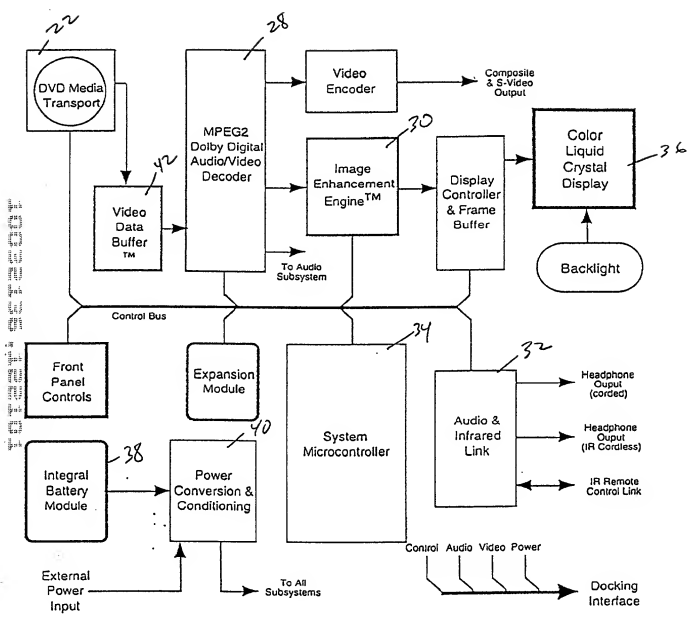 22
DVD Media
Transport
28
MPEG2
Dolby Digital
Audio/Video
Decoder
Video
Encoder
Composite
& S-Video
Output
42
Video
Data
Buffer
TM
30
Image
Enhancement
Engine™
Display
Controller
& Frame
Buffer
Color
Liquid
Crystal
Display
36
Backlight
To Audio
Subsystem
Control Bus
Front
Panel
Controls
Expansion
Module
34
System
Microcontroller
32
Audio &
Infrared
Link
Headphone
Ouput
(corded)
Headphone
Ouput
(IR Cordless)
IR Remote
Control Link
38
Integral
Battery
Module
40
Power
Conversion &
Conditioning
External
Power
Input
To All
Subsystems
Control Audio Video Power
Docking
Interface